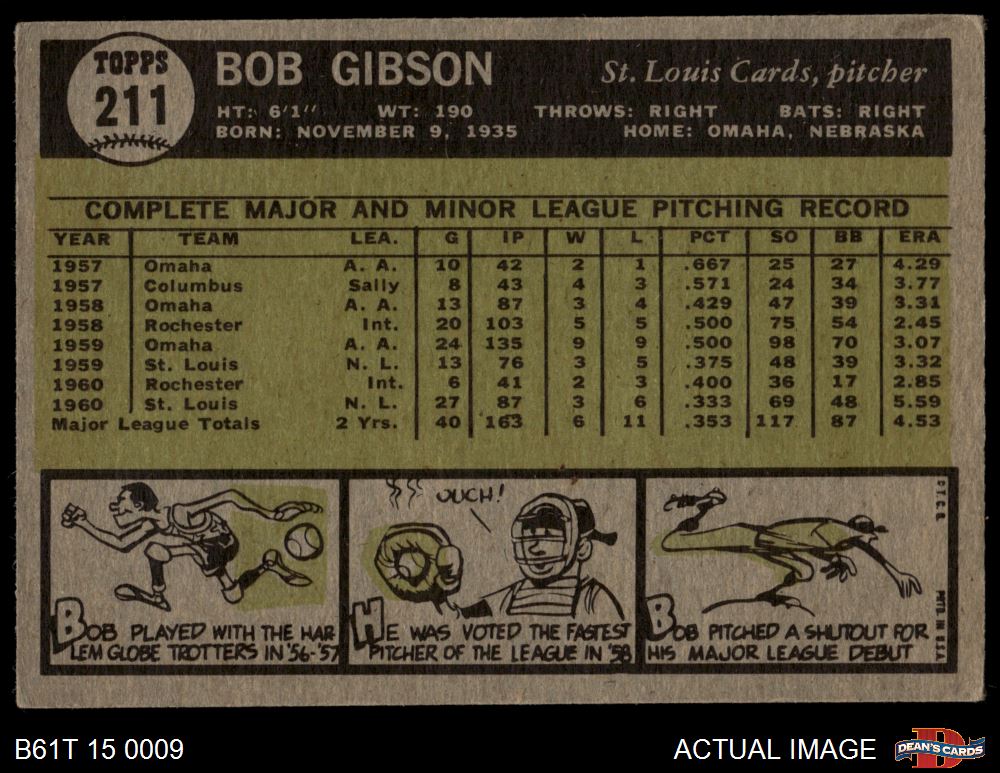 TOPPS
211
BOB GIBSON
St. Louis Cards, pitcher
HT: 6'1" WT: 190 THROWS: RIGHT BATS: RIGHT
BORN: NOVEMBER 9, 1935 HOME: OMAHA, NEBRASKA
COMPLETE MAJOR AND MINOR LEAGUE PITCHING RECORD
YEAR TEAM LEA. G IP W L PCT SO BB ERA
1957 Omaha A. A. 10 42 2 1 .667 25 27 4.29
1957 Columbus Sally 8 43 4 3 .571 24 34 3.77
1958 Omaha A. A. 13 87 3 4 .429 47 39 3.31
1958 Rochester Int. 20 103 5 5 .500 75 54 2.45
1959 Omaha A. A. 24 135 9 9 .500 98 70 3.07
1959 St. Louis N. L. 13 76 3 5 .375 48 39 3.32
1960 Rochester Int. 6 41 2 3 .400 36 17 2.85
1960 St. Louis N. L. 27 87 3 6 .333 69 48 5.59
Major League Totals 2 Yrs. 40 163 6 11 .353 117 87 4.53
BOB PLAYED WITH THE HAR
LEM GLOBE TROTTERS IN '56-'57
OUCH!
HE WAS VOTED THE FASTEST
PITCHER OF THE LEAGUE IN '58
BOB PITCHED A SHUTOUT FOR
HIS MAJOR LEAGUE DEBUT
©T.C.G. PRTD. IN U.S.A.
B61T 15 0009
ACTUAL IMAGE
D
DEAN'S CARDS